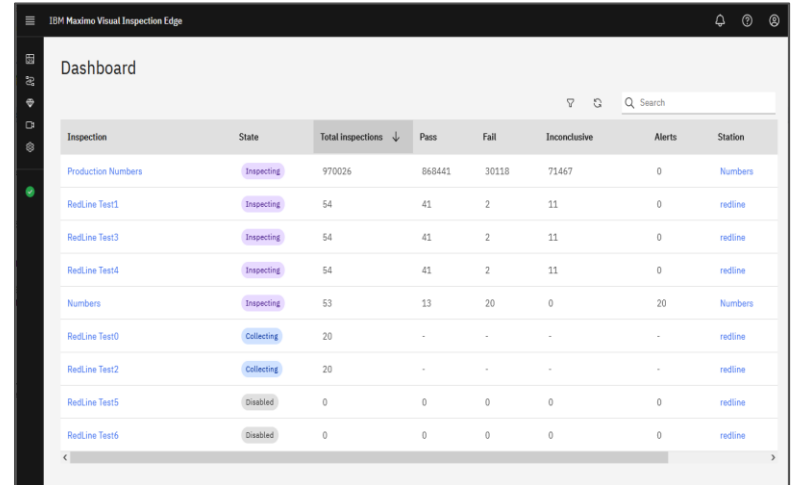 IBM Maximo Visual Inspection Edge
Dashboard
Search
Inspection State Total inspections Pass Fail Inconclusive Alerts Station
Production Numbers Inspecting 970026 868441 30118 71467 0 Numbers
RedLine Test1 Inspecting 54 41 2 11 0 redline
RedLine Test3 Inspecting 54 41 2 11 0 redline
RedLine Test4 Inspecting 54 41 2 11 0 redline
Numbers Inspecting 53 13 20 0 20 Numbers
RedLine Test0 Collecting 20 - - - - redline
RedLine Test2 Collecting 20 - - - - redline
RedLine Test5 Disabled 0 0 0 0 0 redline
RedLine Test6 Disabled 0 0 0 0 0 redline